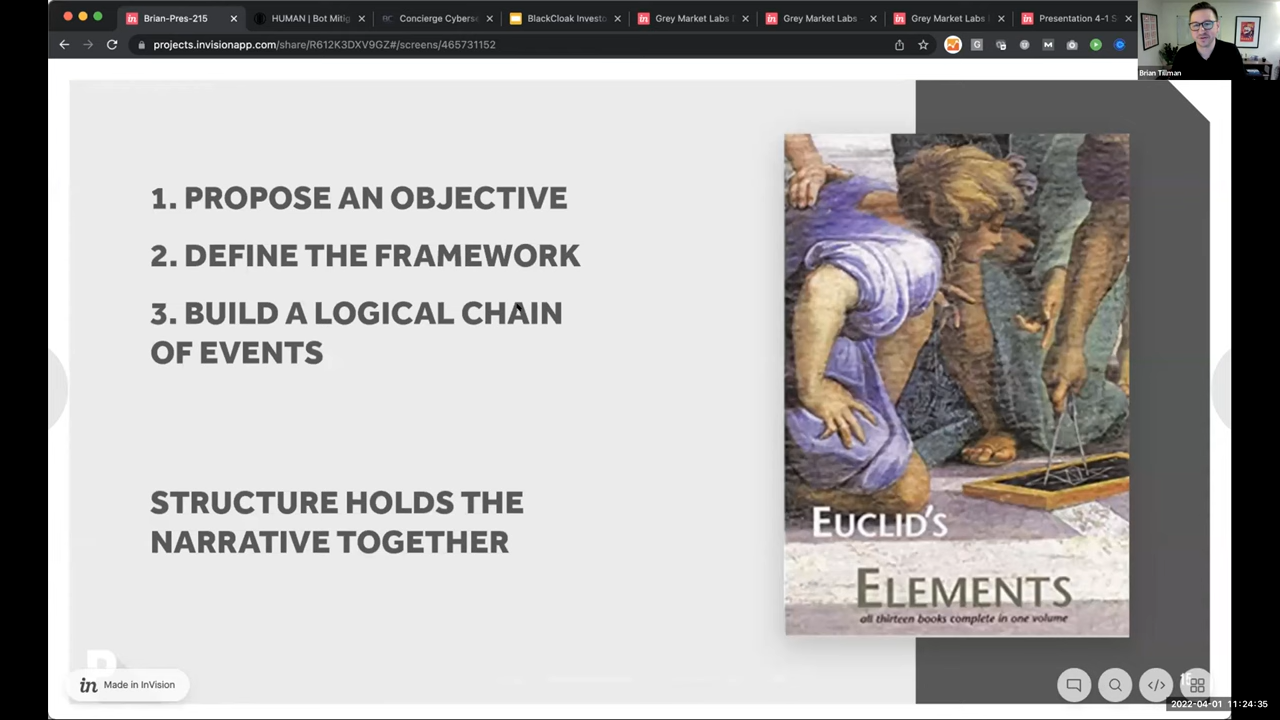 Brian-Pres-215
HUMAN | Bot Mitig
Concierge Cyberse
BlackCloak Investo
Grey Market Labs
Grey Market Labs
Grey Market Labs
Presentation 4-1 S
projects.invisionapp.com/share/R612K3DXV9GZ#/screens/465731152
Brian Tillman
1. PROPOSE AN OBJECTIVE
2. DEFINE THE FRAMEWORK
3. BUILD A LOGICAL CHAIN
OF EVENTS
STRUCTURE HOLDS THE
NARRATIVE TOGETHER
EUCLID'S
ELEMENTS
all thirteen books complete in one volume
in Made in InVision
2022-04-01 11:24:35